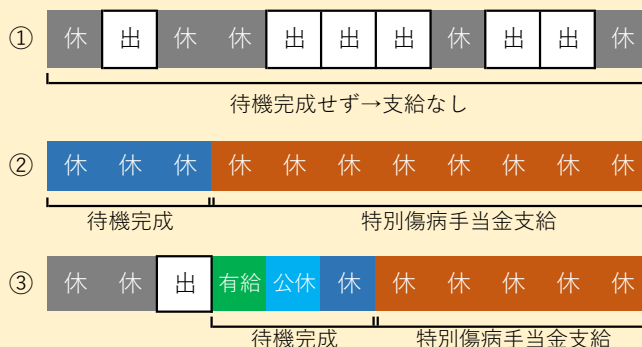 ① 休 出 休 休 出 出 出 休 出 出 休
待機完成せず→支給なし
② 休 休 休 休 休 休 休 休 休 休 休
待機完成 特別傷病手当金支給
③ 休 休 出 有給 公休 休 休 休 休 休 休
待機完成 特別傷病手当金支給